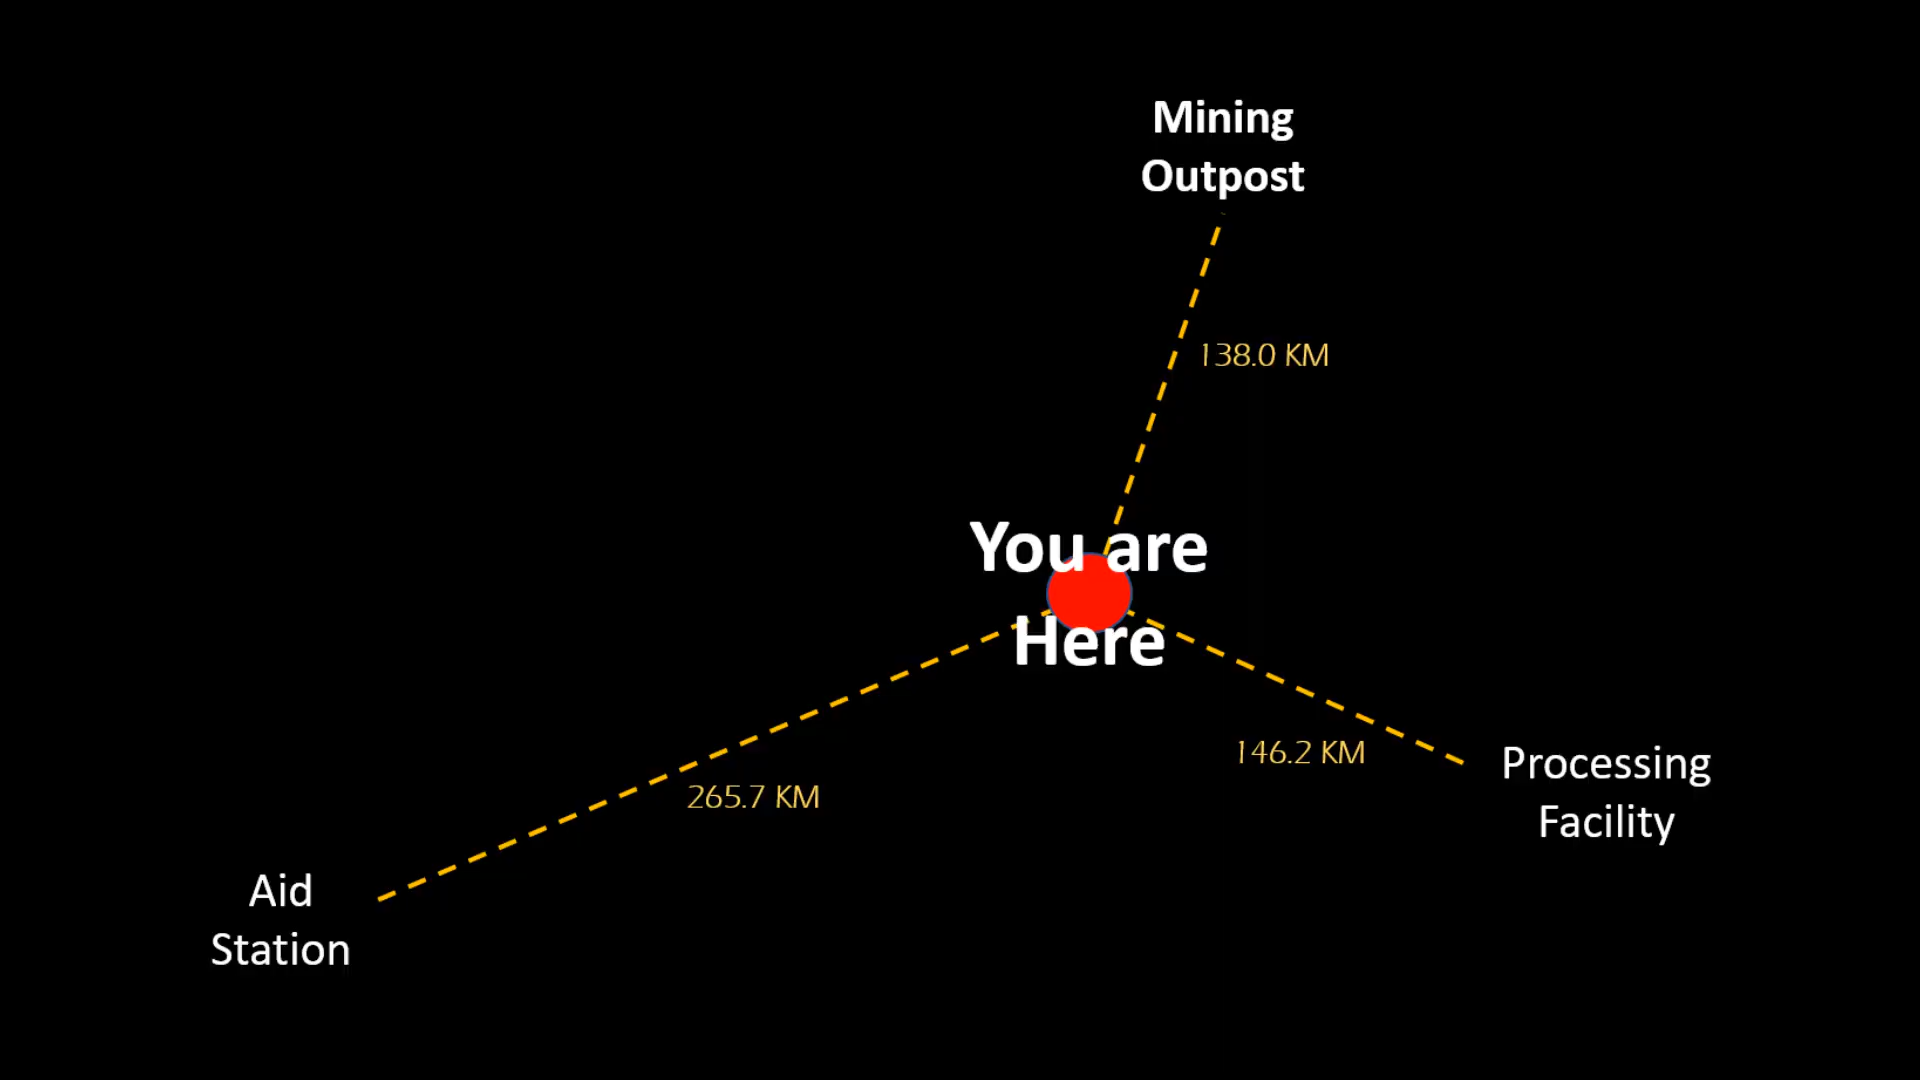 Mining
Outpost
138.0 KM
You are
Here
146.2 KM
Processing
Facility
265.7 KM
Aid
Station